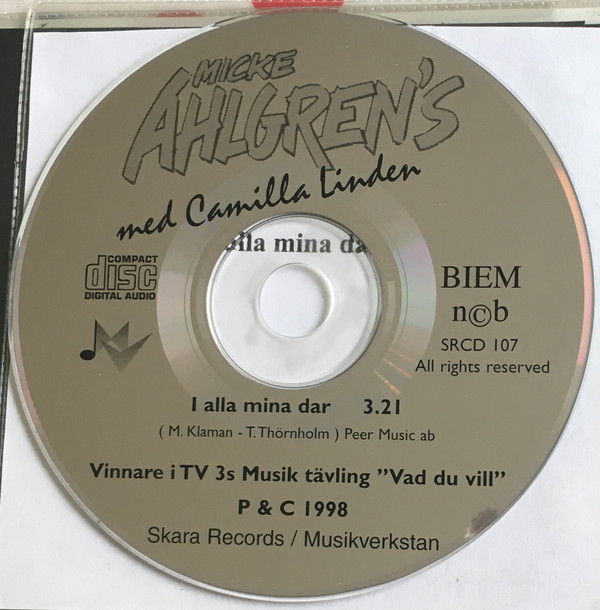 MICKE
ÅHLGREN'S
med Camilla Linden
alla mina da
COMPACT
disc
DIGITAL AUDIO
BIEM
n©b
SRCD 107
All rights reserved
I alla mina dar 3.21
( M. Klaman - T. Thörnholm ) Peer Music ab
Vinnare i TV 3s Musik tävling ”Vad du vill”
P & C 1998
Skara Records / Musikverkstan